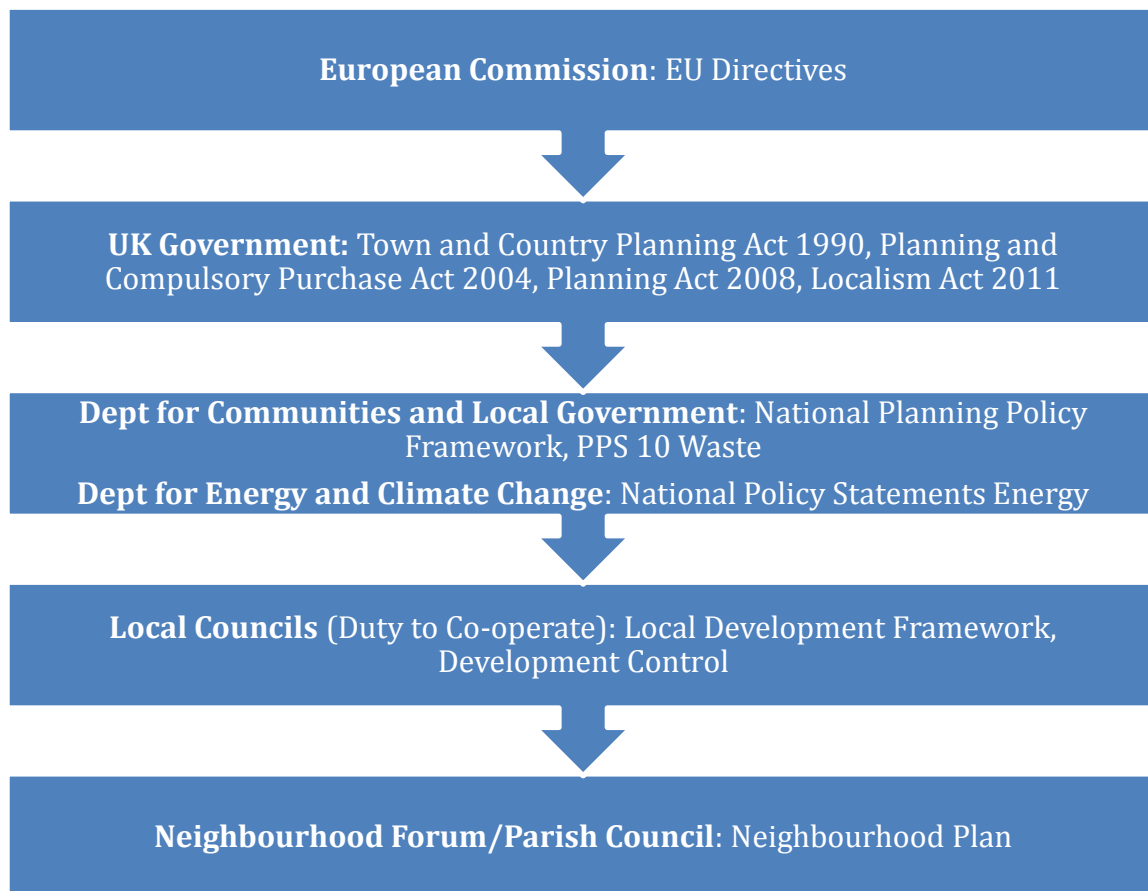 European Commission: EU Directives
UK Government: Town and Country Planning Act 1990, Planning and
Compulsory Purchase Act 2004, Planning Act 2008, Localism Act 2011
Dept for Communities and Local Government: National Planning Policy
Framework, PPS 10 Waste
Dept for Energy and Climate Change: National Policy Statements Energy
Local Councils (Duty to Co-operate): Local Development Framework,
Development Control
Neighbourhood Forum/Parish Council: Neighbourhood Plan